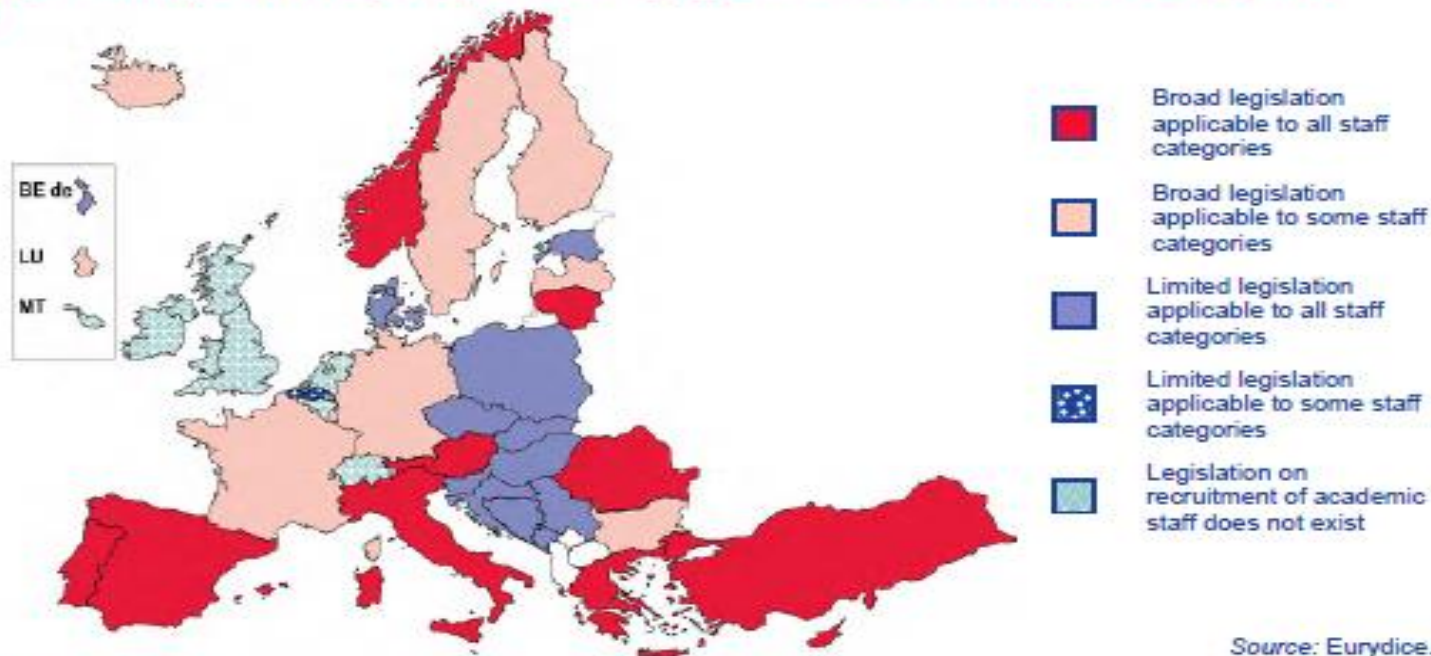 BE de
LU
MT
Broad legislation
applicable to all staff
categories
Broad legislation
applicable to some staff
categories
Limited legislation
applicable to all staff
categories
Limited legislation
applicable to some staff
categories
Legislation on
recruitment of academic
staff does not exist
Source: Eurydice.